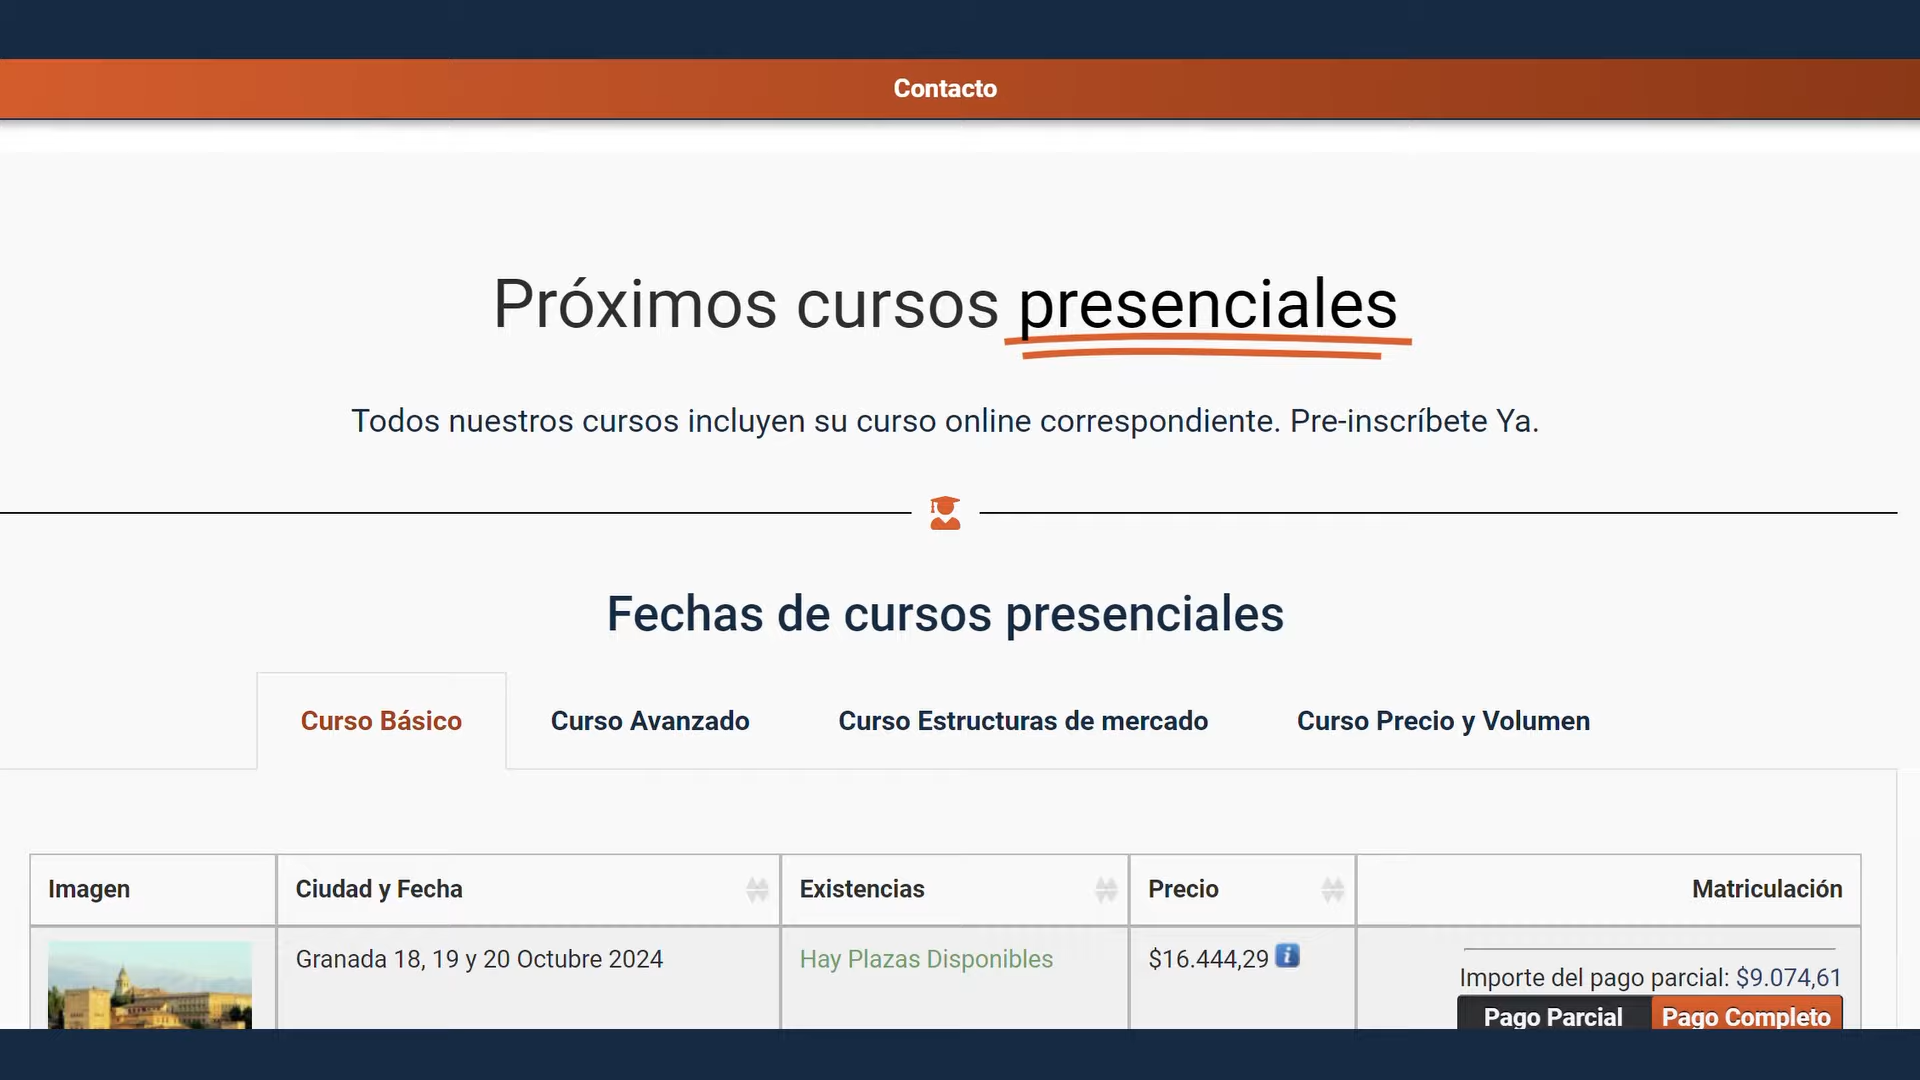 Contacto
Próximos cursos presenciales
Todos nuestros cursos incluyen su curso online correspondiente. Pre-inscríbete Ya.
Fechas de cursos presenciales
Curso Básico
Curso Avanzado
Curso Estructuras de mercado
Curso Precio y Volumen
Imagen
Ciudad y Fecha
Existencias
Precio
Matriculación
Granada 18, 19 y 20 Octubre 2024
Hay Plazas Disponibles
$16.444,29
Importe del pago parcial: $9.074,61
Pago Parcial
Pago Completo